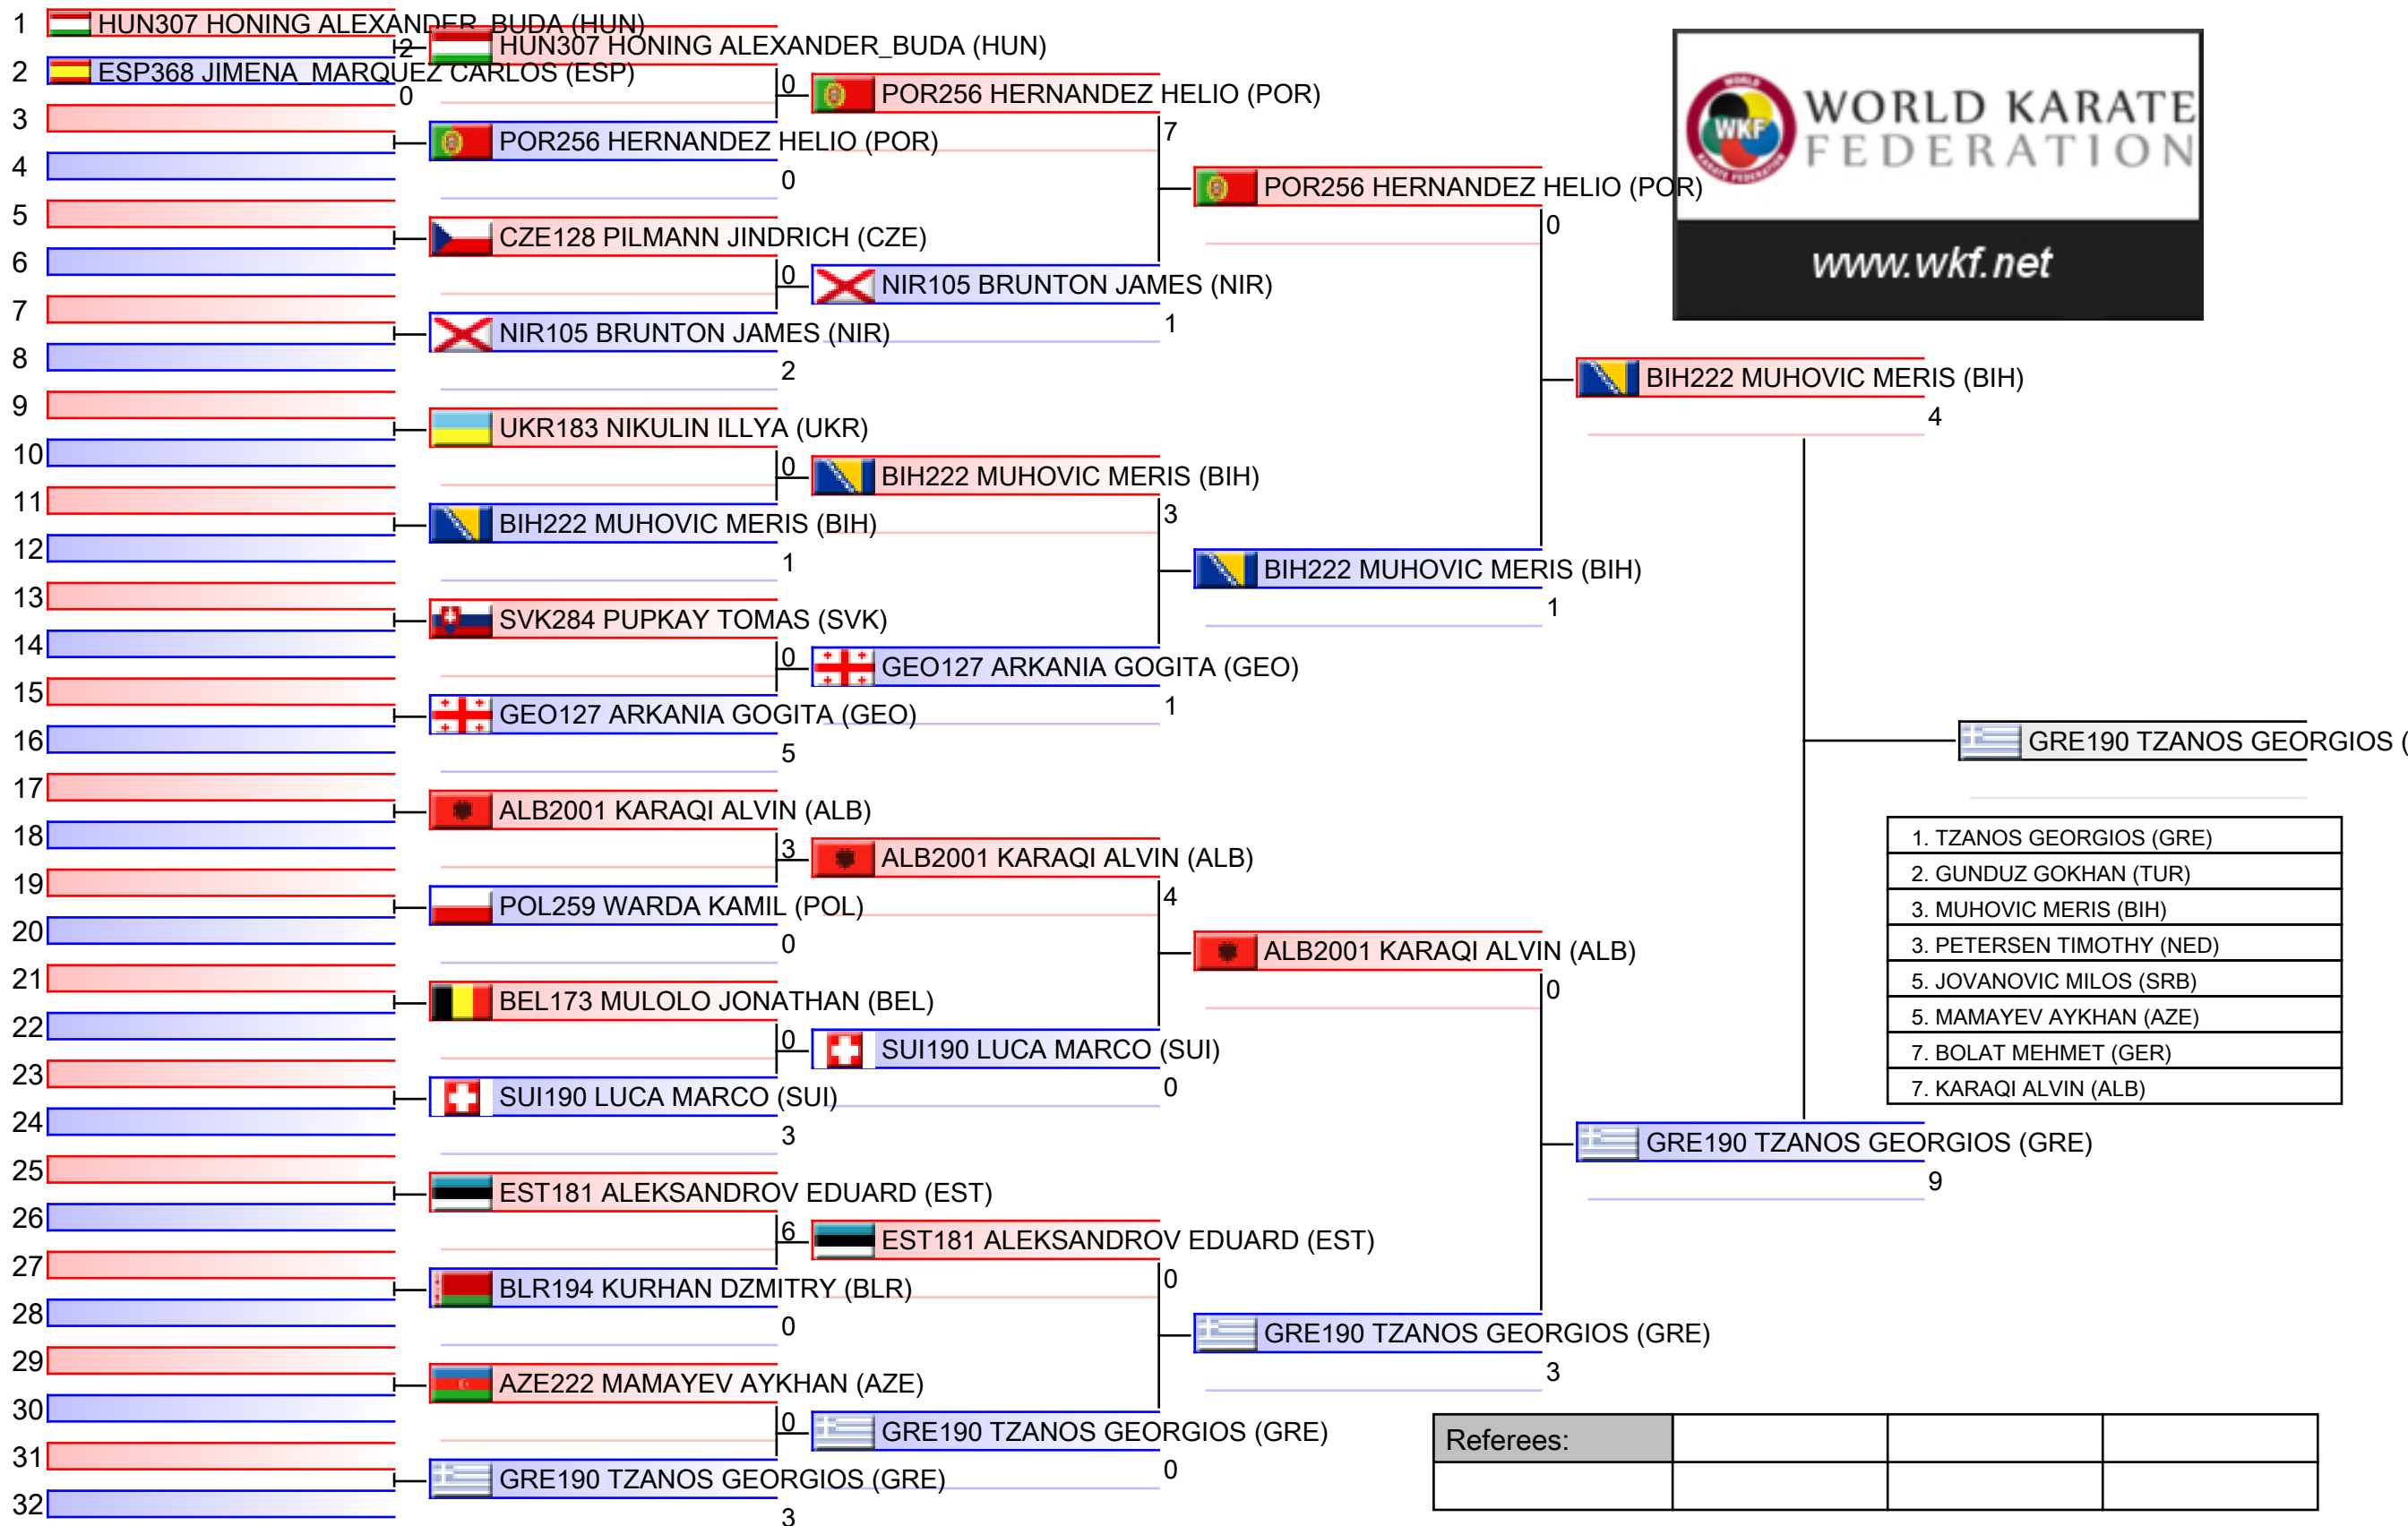 1 HUN307 HONING ALEXANDER_BUDA (HUN)
2
HUN307 HONING ALEXANDER_BUDA (HUN)
2 ESP368 JIMENA_MARQUEZ CARLOS (ESP)
0
0
POR256 HERNANDEZ HELIO (POR)
3
7
POR256 HERNANDEZ HELIO (POR)
4
0
POR256 HERNANDEZ HELIO (POR)
5
0
CZE128 PILMANN JINDRICH (CZE)
6
0
NIR105 BRUNTON JAMES (NIR)
7
1
NIR105 BRUNTON JAMES (NIR)
8
2
BIH222 MUHOVIC MERIS (BIH)
4
9
UKR183 NIKULIN ILLYA (UKR)
10
0
BIH222 MUHOVIC MERIS (BIH)
11
3
BIH222 MUHOVIC MERIS (BIH)
12
1
BIH222 MUHOVIC MERIS (BIH)
1
13
SVK284 PUPKAY TOMAS (SVK)
14
0
GEO127 ARKANIA GOGITA (GEO)
15
1
GEO127 ARKANIA GOGITA (GEO)
16
5
GRE190 TZANOS GEORGIOS (
17
ALB2001 KARAQI ALVIN (ALB)
18
3
ALB2001 KARAQI ALVIN (ALB)
19
4
POL259 WARDA KAMIL (POL)
20
0
ALB2001 KARAQI ALVIN (ALB)
0
21
BEL173 MULOLO JONATHAN (BEL)
22
0
SUI190 LUCA MARCO (SUI)
23
0
SUI190 LUCA MARCO (SUI)
24
3
GRE190 TZANOS GEORGIOS (GRE)
9
25
EST181 ALEKSANDROV EDUARD (EST)
26
6
EST181 ALEKSANDROV EDUARD (EST)
27
0
BLR194 KURHAN DZMITRY (BLR)
28
0
GRE190 TZANOS GEORGIOS (GRE)
3
29
AZE222 MAMAYEV AYKHAN (AZE)
30
0
GRE190 TZANOS GEORGIOS (GRE)
31
0
GRE190 TZANOS GEORGIOS (GRE)
32
3
WORLD
WKF
KARATE FEDERATION
WORLD KARATE
FEDERATION
www.wkf.net
1. TZANOS GEORGIOS (GRE)
2. GUNDUZ GOKHAN (TUR)
3. MUHOVIC MERIS (BIH)
3. PETERSEN TIMOTHY (NED)
5. JOVANOVIC MILOS (SRB)
5. MAMAYEV AYKHAN (AZE)
7. BOLAT MEHMET (GER)
7. KARAQI ALVIN (ALB)
Referees: